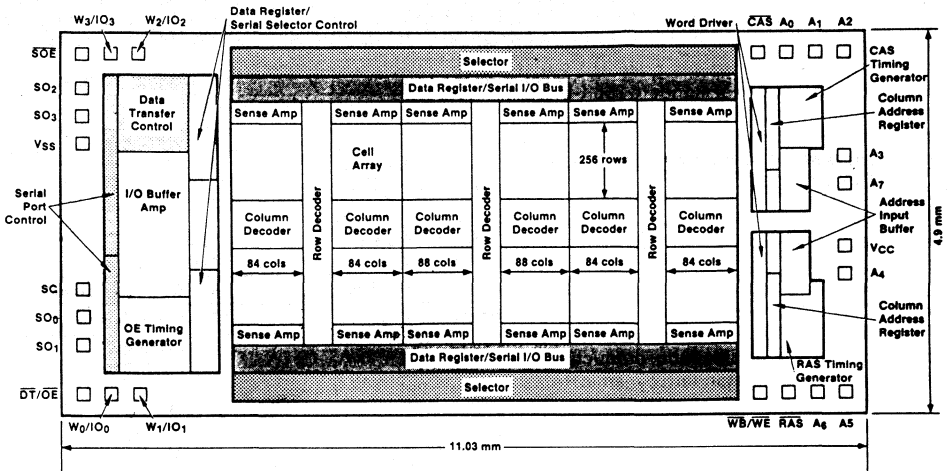 W3/IO3
W2/IO2
Data Register/
Serial Selector Control
Word Driver
CAS
A0
A1
A2
SOE
SO2
SO3
VSS
Serial
Port
Control
SC
SO0
SO1
DT/OE
W0/IO0
W1/IO1
Data
Transfer
Control
I/O Buffer
Amp
OE Timing
Generator
Selector
Data Register/Serial I/O Bus
Sense Amp
Sense Amp
Sense Amp
Sense Amp
Sense Amp
Sense Amp
Cell
Array
256 rows
Row Decoder
Row Decoder
Row Decoder
Column
Decoder
Column
Decoder
Column
Decoder
Column
Decoder
Column
Decoder
Column
Decoder
84 cols
84 cols
88 cols
88 cols
84 cols
84 cols
Sense Amp
Sense Amp
Sense Amp
Sense Amp
Sense Amp
Sense Amp
Data Register/Serial I/O Bus
Selector
CAS
Timing
Generator
Column
Address
Register
A3
A7
Address
Input
Buffer
VCC
A4
Column
Address
Register
RAS Timing
Generator
WB/WE
RAS
A6
A5
4.9 mm
11.03 mm